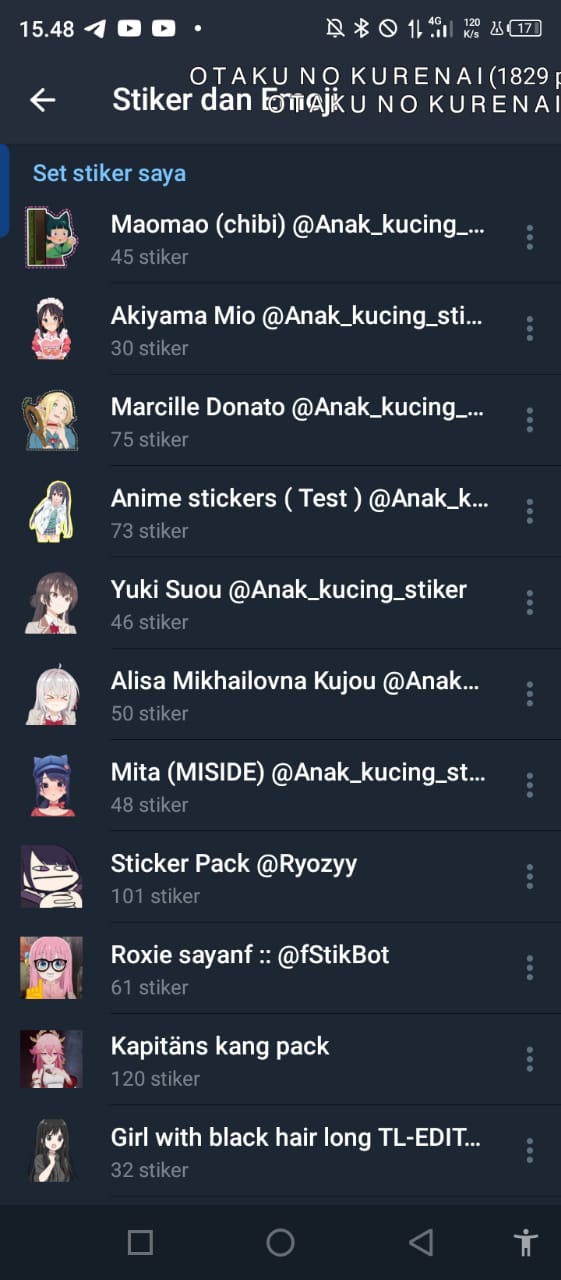 15.48
4G
120
K/s
17
OTAKU NO KURENAI(1829 p
Stiker dan Emoji
OTAKU NO KURENAI
Set stiker saya
Maomao (chibi) @Anak_kucing_...
45 stiker
Akiyama Mio @Anak_kucing_sti...
30 stiker
Marcille Donato @Anak_kucing_...
75 stiker
Anime stickers ( Test ) @Anak_k...
73 stiker
Yuki Suou @Anak_kucing_stiker
46 stiker
Alisa Mikhailovna Kujou @Anak...
50 stiker
Mita (MISIDE) @Anak_kucing_st...
48 stiker
Sticker Pack @Ryozyy
101 stiker
Roxie sayanf :: @fStikBot
61 stiker
Kapitäns kang pack
120 stiker
Girl with black hair long TL-EDIT...
32 stiker